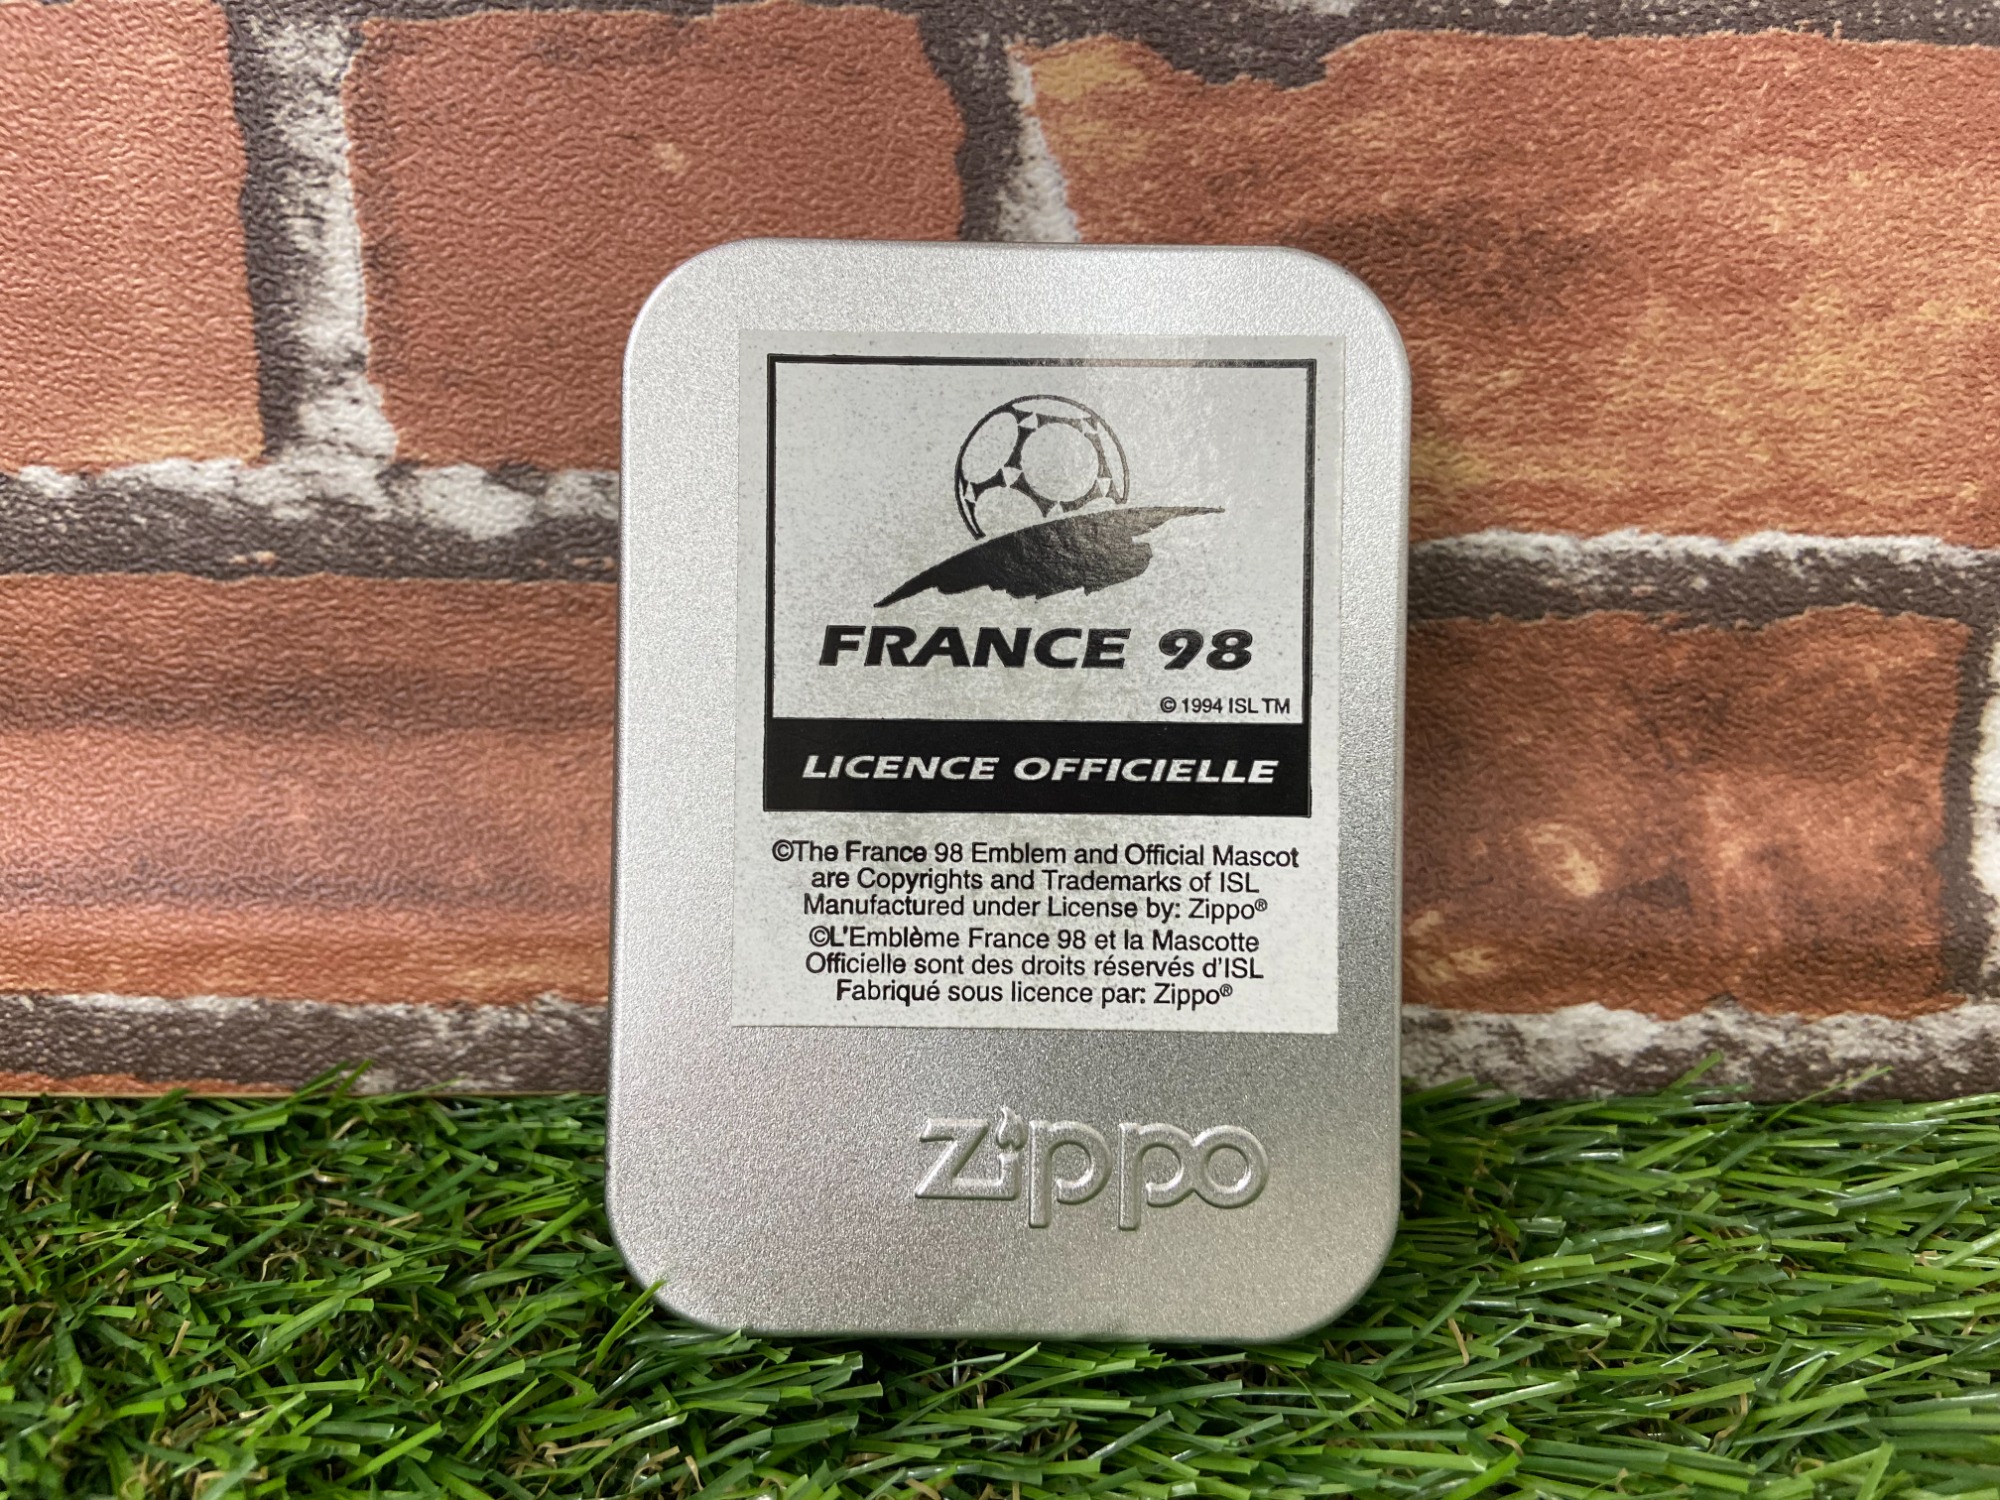 FRANCE 98
© 1994 ISL TM
LICENCE OFFICIELLE
©The France 98 Emblem and Official Mascot
are Copyrights and Trademarks of ISL
Manufactured under License by: Zippo®
©L'Emblème France 98 et la Mascotte
Officielle sont des droits réservés d'ISL
Fabriqué sous licence par: Zippo®
Zippo